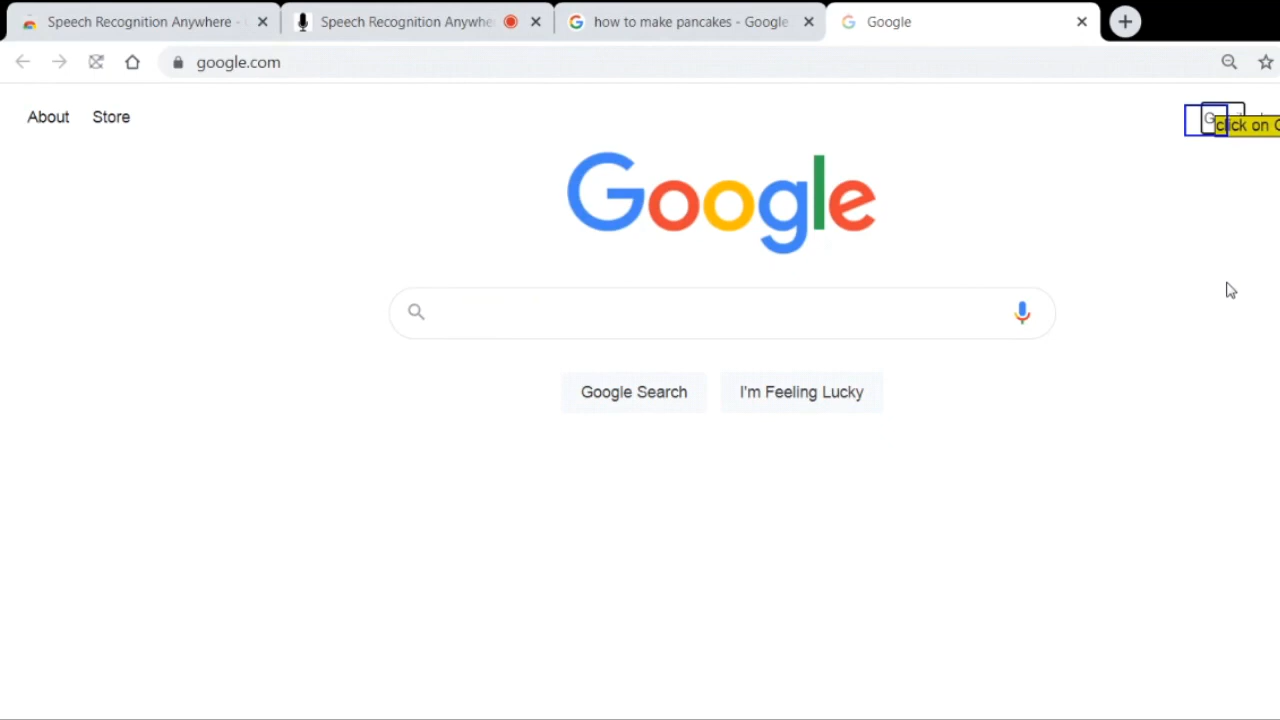 Speech Recognition Anywhere -
Speech Recognition Anywhe
how to make pancakes - Google
Google
google.com
About
Store
click on G
Google
Google Search
I'm Feeling Lucky